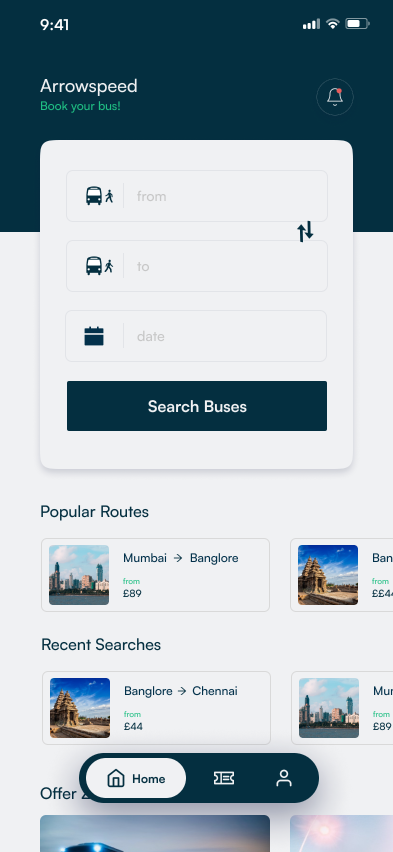 9:41
Arrowspeed
Book your bus!
from
to
date
Search Buses
Popular Routes
Mumbai → Banglore
from
£89
Ban
from
££44
Recent Searches
Banglore → Chennai
from
£44
Mum
from
£89
Home
Offer